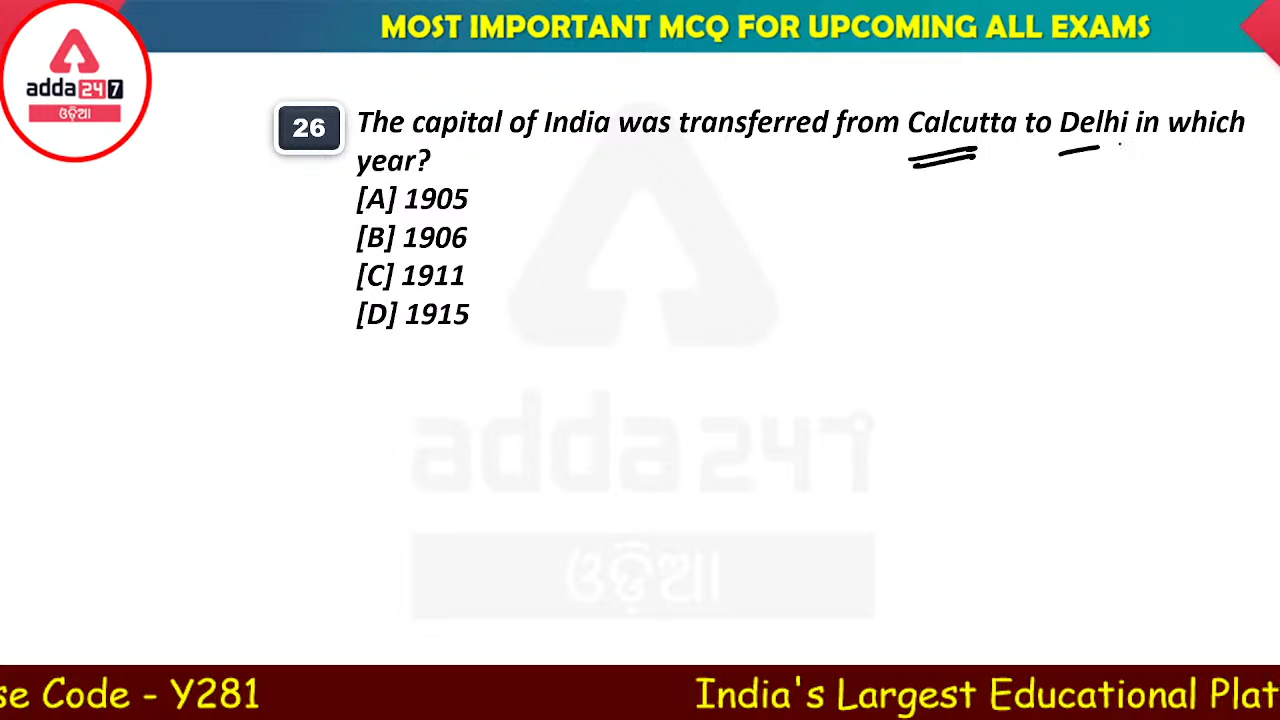 MOST IMPORTANT MCQ FOR UPCOMING ALL EXAMS
adda247
ଓଡ଼ିଆ
26 The capital of India was transferred from Calcutta to Delhi in which
year?
[A] 1905
[B] 1906
[C] 1911
[D] 1915
adda247
ଓଡ଼ିଆ
se Code - Y281 India's Largest Educational Plat